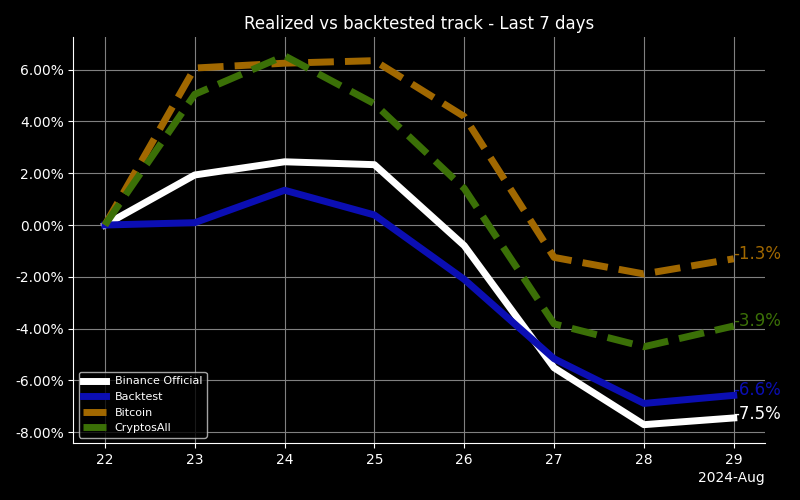 Realized vs backtested track - Last 7 days
6.00%
4.00%
2.00%
0.00%
-2.00%
-4.00%
-6.00%
-8.00%
-1.3%
-3.9%
-6.6%
-7.5%
Binance Official
Backtest
Bitcoin
CryptosAll
22 23 24 25 26 27 28 29
2024-Aug